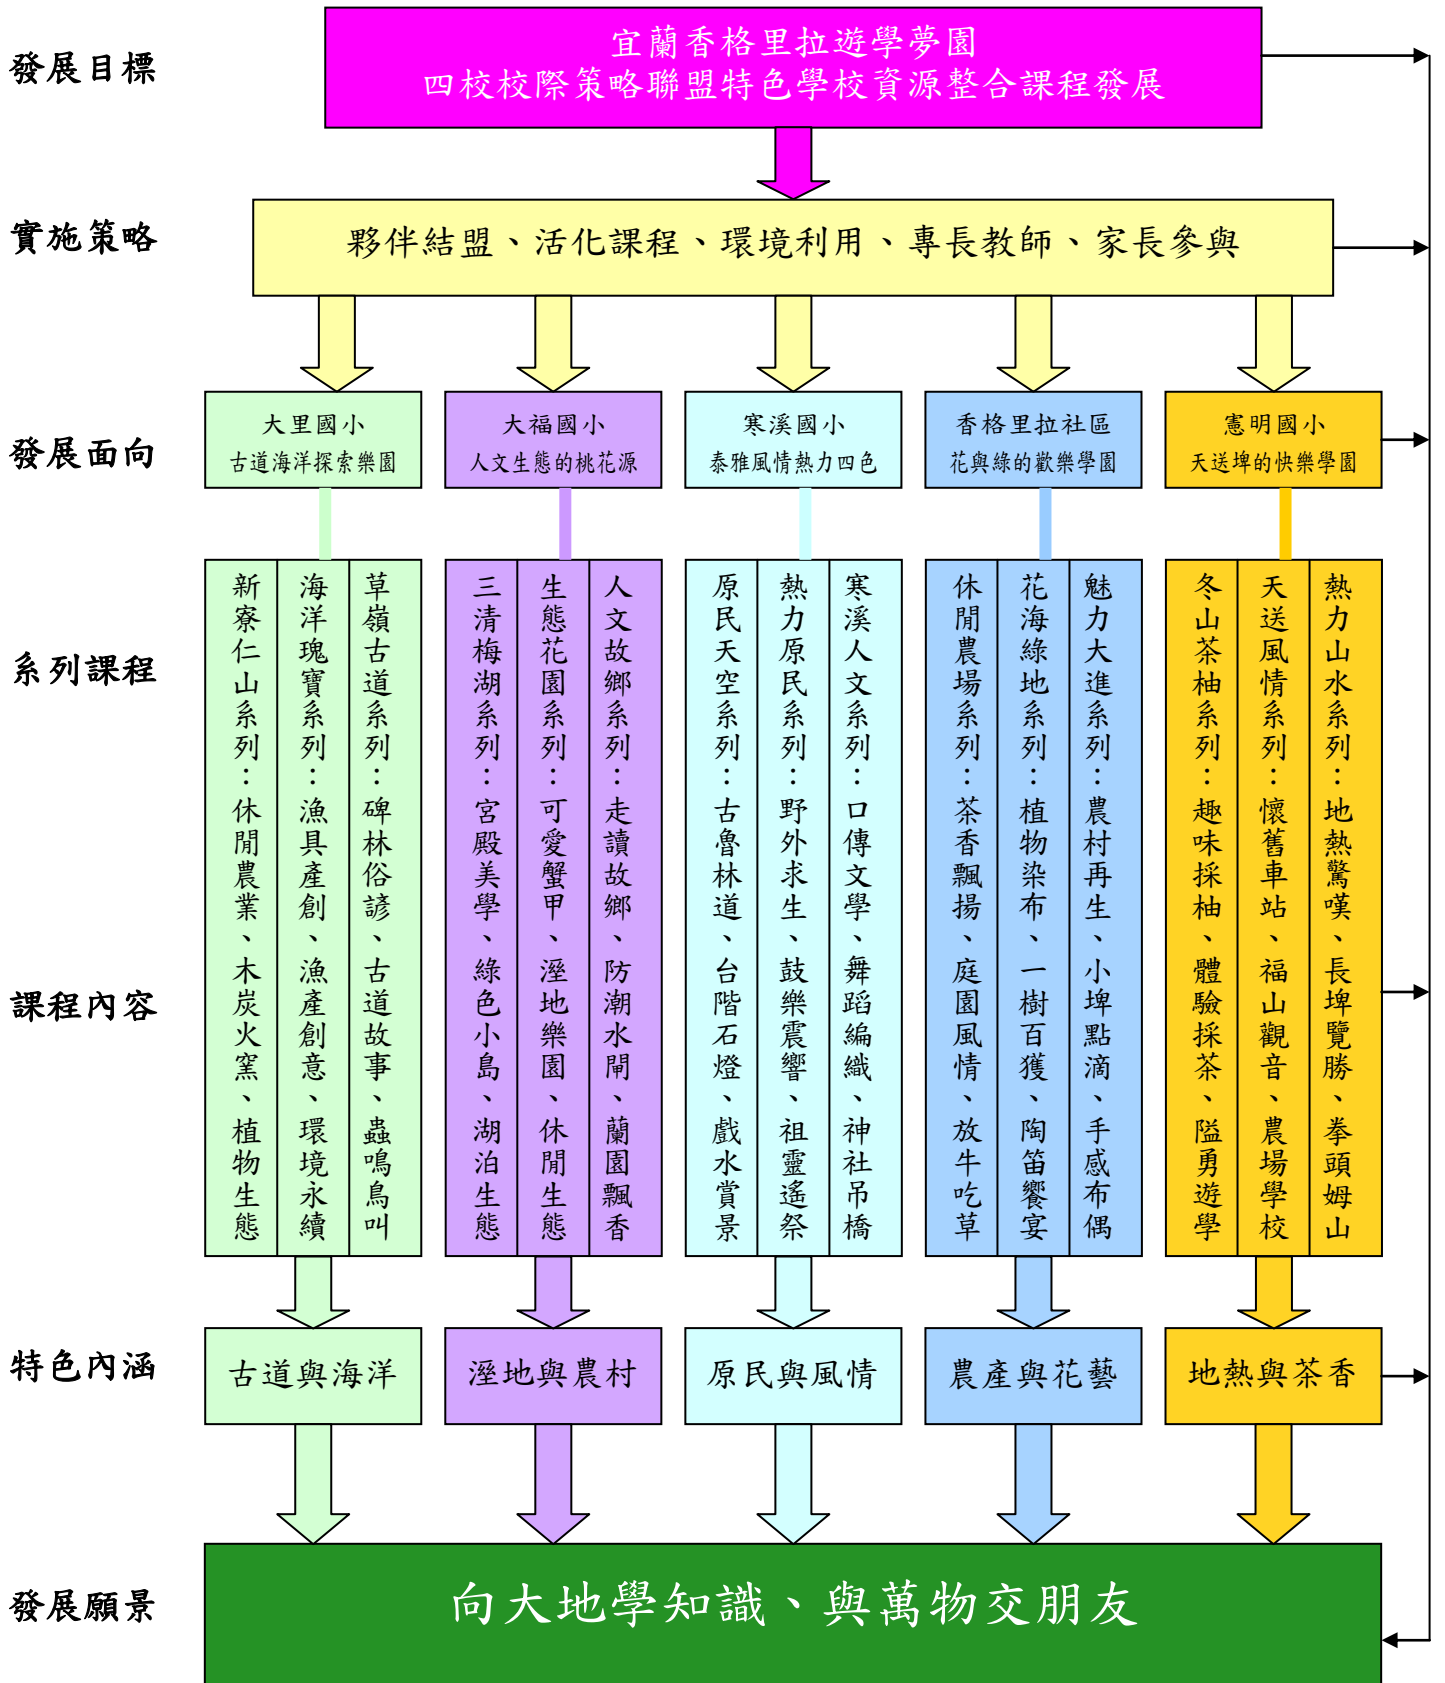 發展目標
宜蘭香格里拉遊學夢園
四校校際策略聯盟特色學校資源整合課程發展
實施策略
夥伴結盟、活化課程、環境利用、專長教師、家長參與
發展面向
大里國小
古道海洋探索樂園
大福國小
人文生態的桃花源
寒溪國小
泰雅風情熱力四色
香格里拉社區
花與綠的歡樂學園
憲明國小
天送埤的快樂學園
系列課程
課程內容
草嶺古道系列：碑林俗諺、古道故事、蟲鳴鳥叫
海洋瑰寶系列：漁具產創、漁產創意、環境永續
新寮仁山系列：休閒農業、木炭火窯、植物生態
人文故鄉系列：走讀故鄉、防潮水閘、蘭園飄香
生態花園系列：可愛蟹甲、溼地樂園、休閒生態
三清梅湖系列：宮殿美學、綠色小島、湖泊生態
寒溪人文系列：口傳文學、舞蹈編織、神社吊橋
熱力原民系列：野外求生、鼓樂震響、祖靈遙祭
原民天空系列：古魯林道、台階石燈、戲水賞景
魅力大進系列：農村再生、小埤點滴、手感布偶
花海綠地系列：植物染布、一樹百獲、陶笛饗宴
休閒農場系列：茶香飄揚、庭園風情、放牛吃草
熱力山水系列：地熱驚嘆、長埤覽勝、拳頭姆山
天送風情系列：懷舊車站、福山觀音、農場學校
冬山茶柚系列：趣味採柚、體驗採茶、隘勇遊學
特色內涵
古道與海洋
溼地與農村
原民與風情
農產與花藝
地熱與茶香
發展願景
向大地學知識、與萬物交朋友